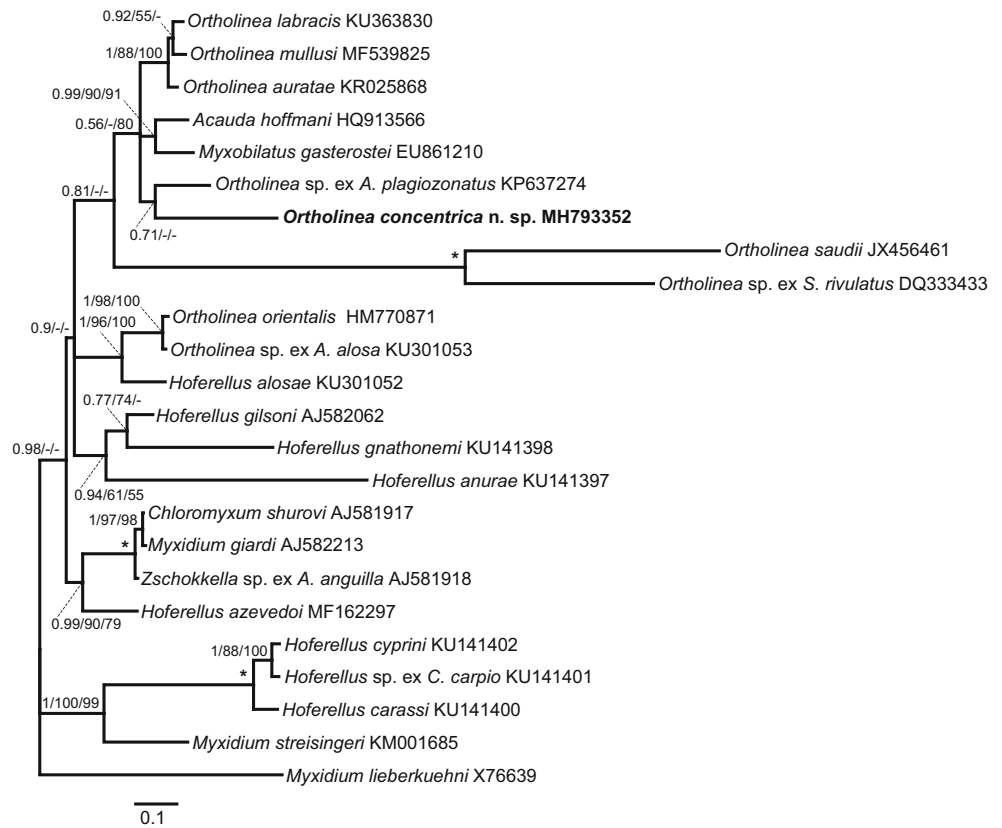 0.92/55/-
Ortholinea labracis KU363830
1/88/100
Ortholinea mullusi MF539825
Ortholinea auratae KR025868
0.99/90/91
Acauda hoffmani HQ913566
0.56/-/80
Myxobilatus gasterostei EU861210
0.81/-/-
Ortholinea sp. ex A. plagiozonatus KP637274
Ortholinea concentrica n. sp. MH793352
0.71/-/-
*
Ortholinea saudii JX456461
Ortholinea sp. ex S. rivulatus DQ333433
1/98/100
Ortholinea orientalis HM770871
0.9/-/-
1/96/100
Ortholinea sp. ex A. alosa KU301053
Hoferellus alosae KU301052
0.77/74/-
Hoferellus gilsoni AJ582062
0.98/-/-
Hoferellus gnathonemi KU141398
Hoferellus anurae KU141397
0.94/61/55
Chloromyxum shurovi AJ581917
1/97/98
*
Myxidium giardi AJ582213
Zschokkella sp. ex A. anguilla AJ581918
Hoferellus azevedoi MF162297
0.99/90/79
Hoferellus cyprini KU141402
1/88/100
*
Hoferellus sp. ex C. carpio KU141401
1/100/99
Hoferellus carassi KU141400
Myxidium streisingeri KM001685
Myxidium lieberkuehni X76639
0.1